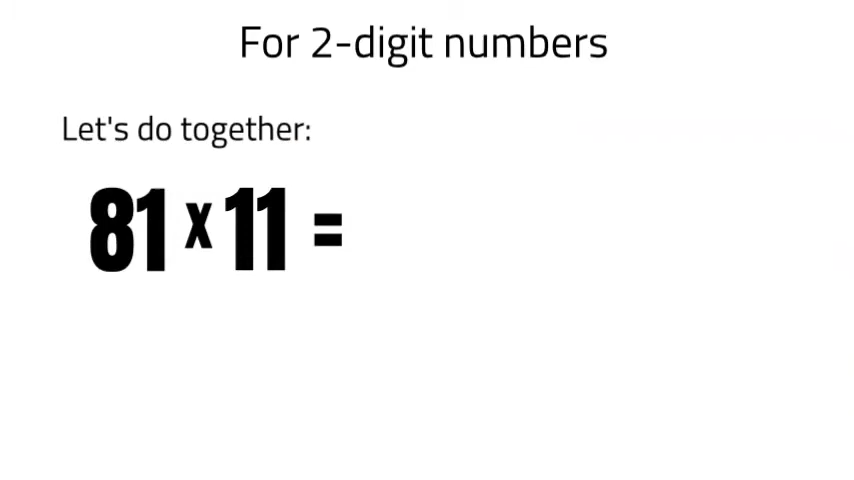 For 2-digit numbers
Let's do together:
81 x 11 =